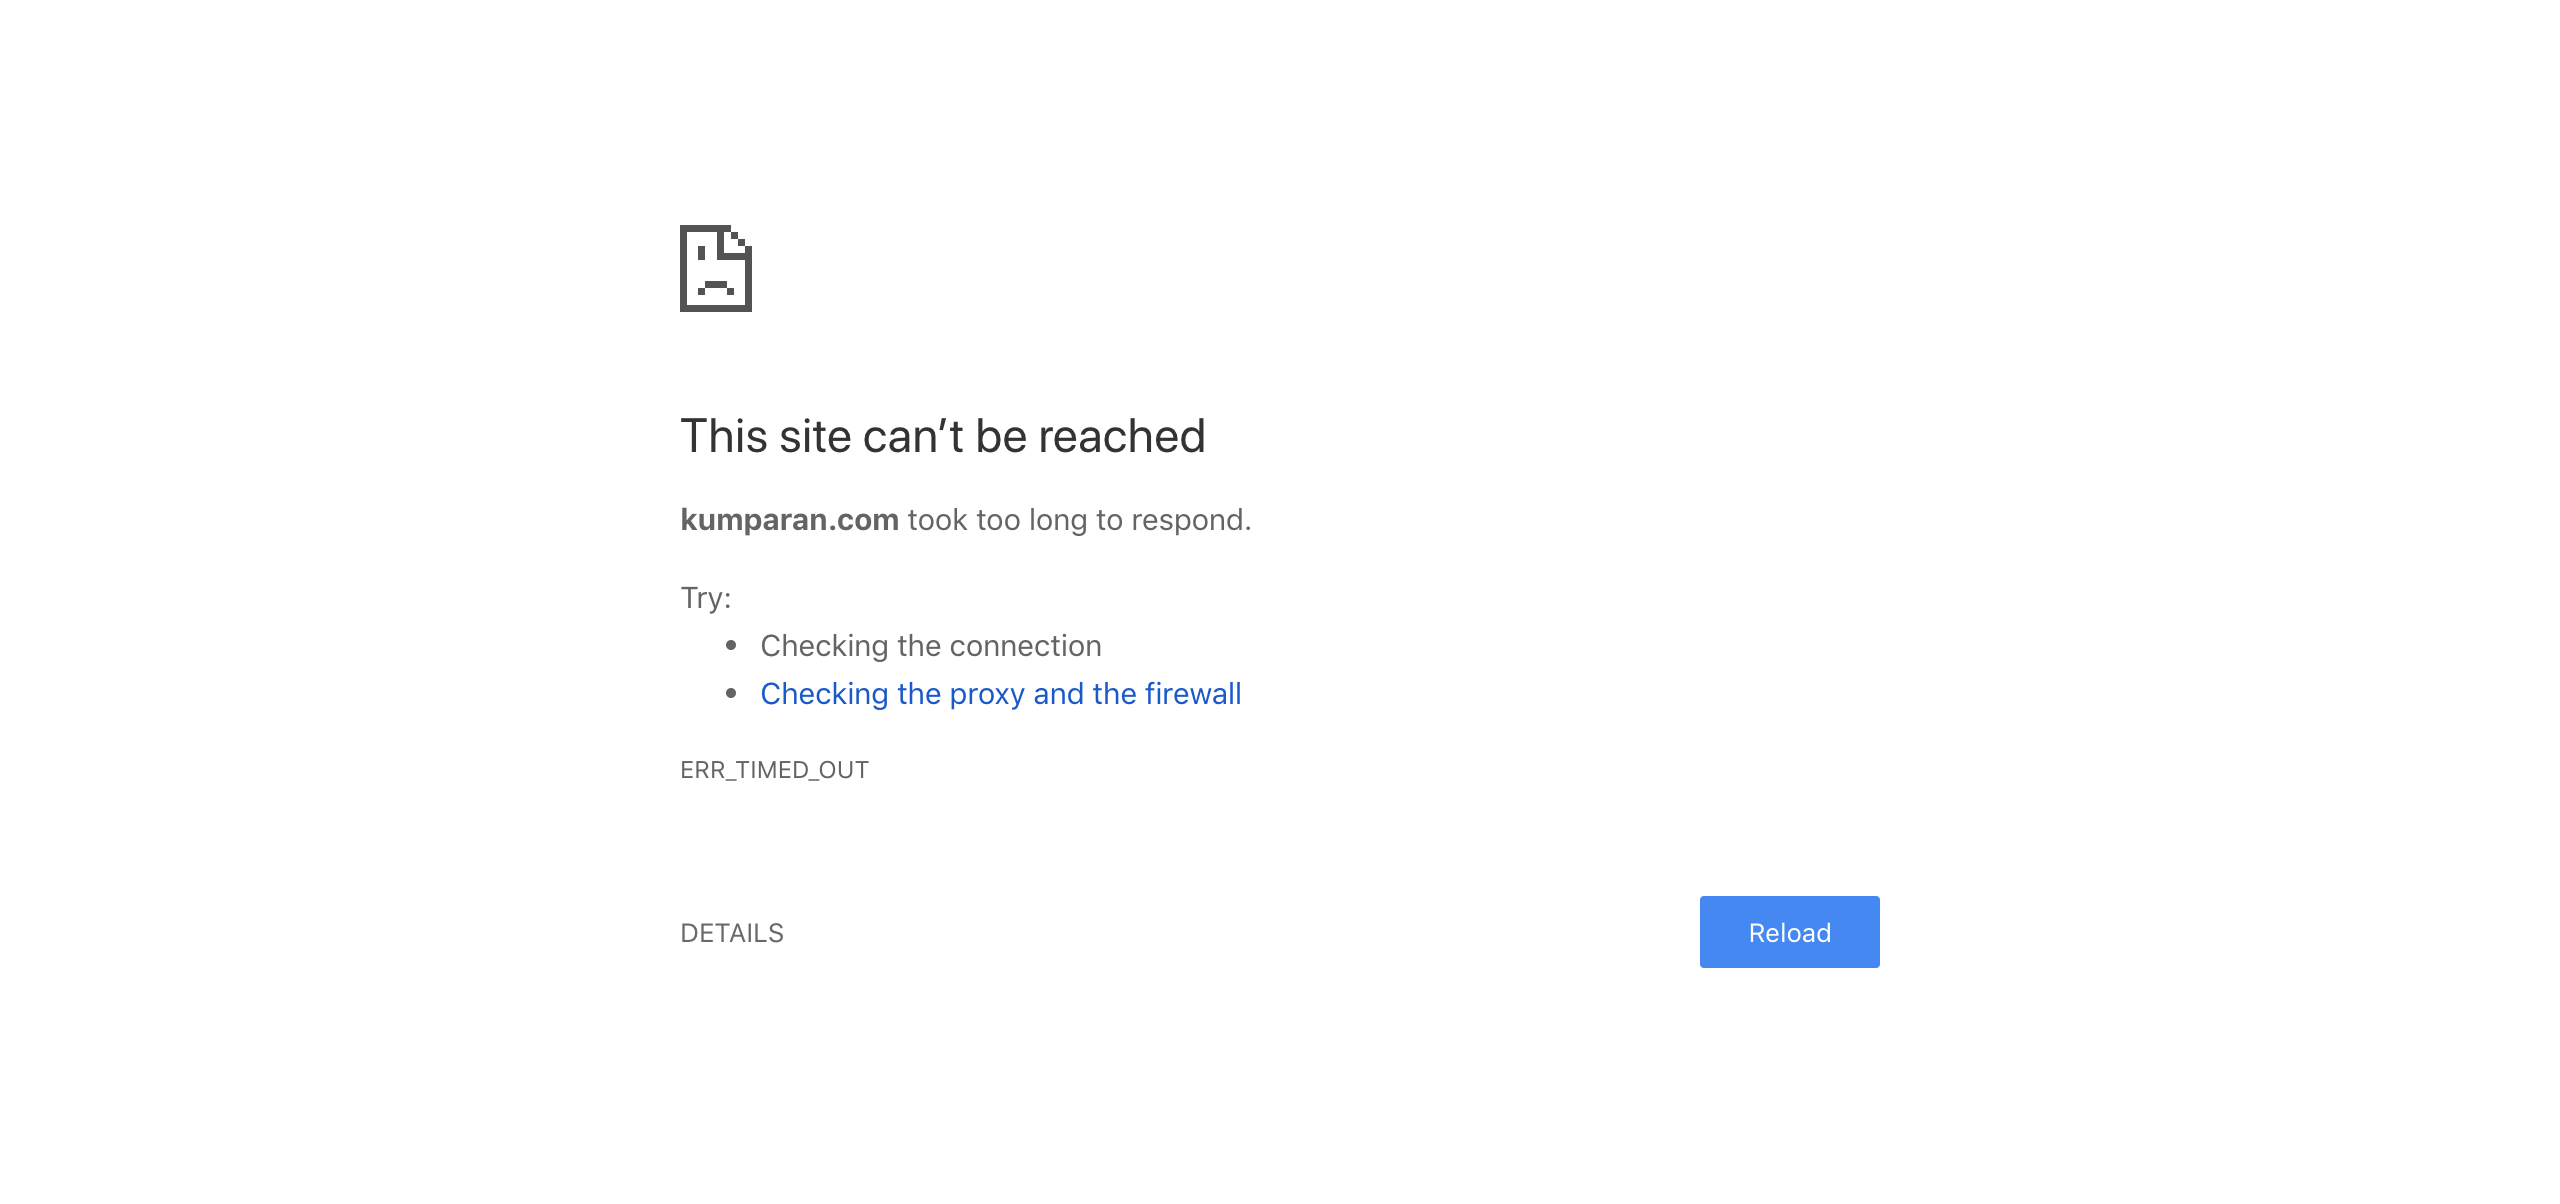 This site can’t be reached
kumparan.com took too long to respond.
Try:
Checking the connection
Checking the proxy and the firewall
ERR_TIMED_OUT
DETAILS
Reload